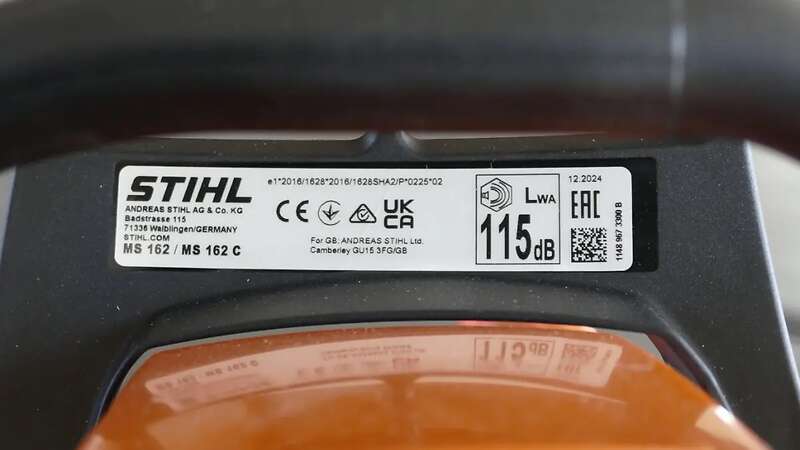 STIHL
ANDREAS STIHL AG & Co. KG
Badstrasse 115
71336 Waiblingen/GERMANY
STIHL.COM
MS 162 / MS 162 C
e1*2016/1628*2016/1628SHA2/P*0225*02
CE
UK
CA
For GB: ANDREAS STIHL Ltd.
Camberley GU15 3FG/GB
LWA
115dB
12.2024
EAC
1148 967 3300 B